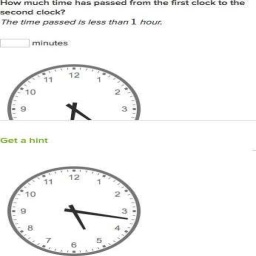 How much time has passed from the first clock to the
second clock?
The time passed is less than 1 hour.
minutes
12
11 1
10 2
9 3
Get a hint
12
11 1
10 2
9 3
8 4
7 5
6